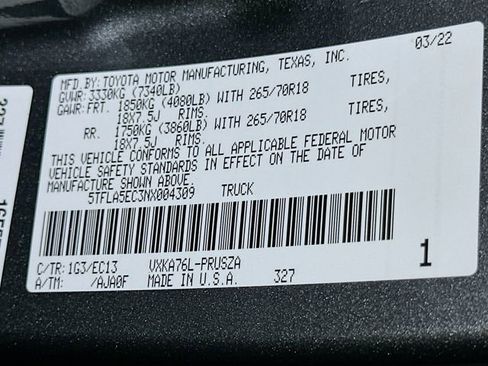 MFD.BY:TOYOTA MOTOR MANUFACTURING, TEXAS, INC. 03/22
GVWR:3330KG (7340LB)
GAWR:FRT. 1850KG (4080LB) WITH 265/70R18 TIRES,
18X7.5J RIMS.
RR. 1750KG (3860LB) WITH 265/70R18 TIRES,
18X7.5J RIMS.
THIS VEHICLE CONFORMS TO ALL APPLICABLE FEDERAL MOTOR
VEHICLE SAFETY STANDARDS IN EFFECT ON THE DATE OF
MANUFACTURE SHOWN ABOVE.
5TFLA5EC3NX004309 TRUCK
C/TR:1G3/EC13 VXKA76L-PRUSZA
A/TM: /AJA0F MADE IN U.S.A. 327 1